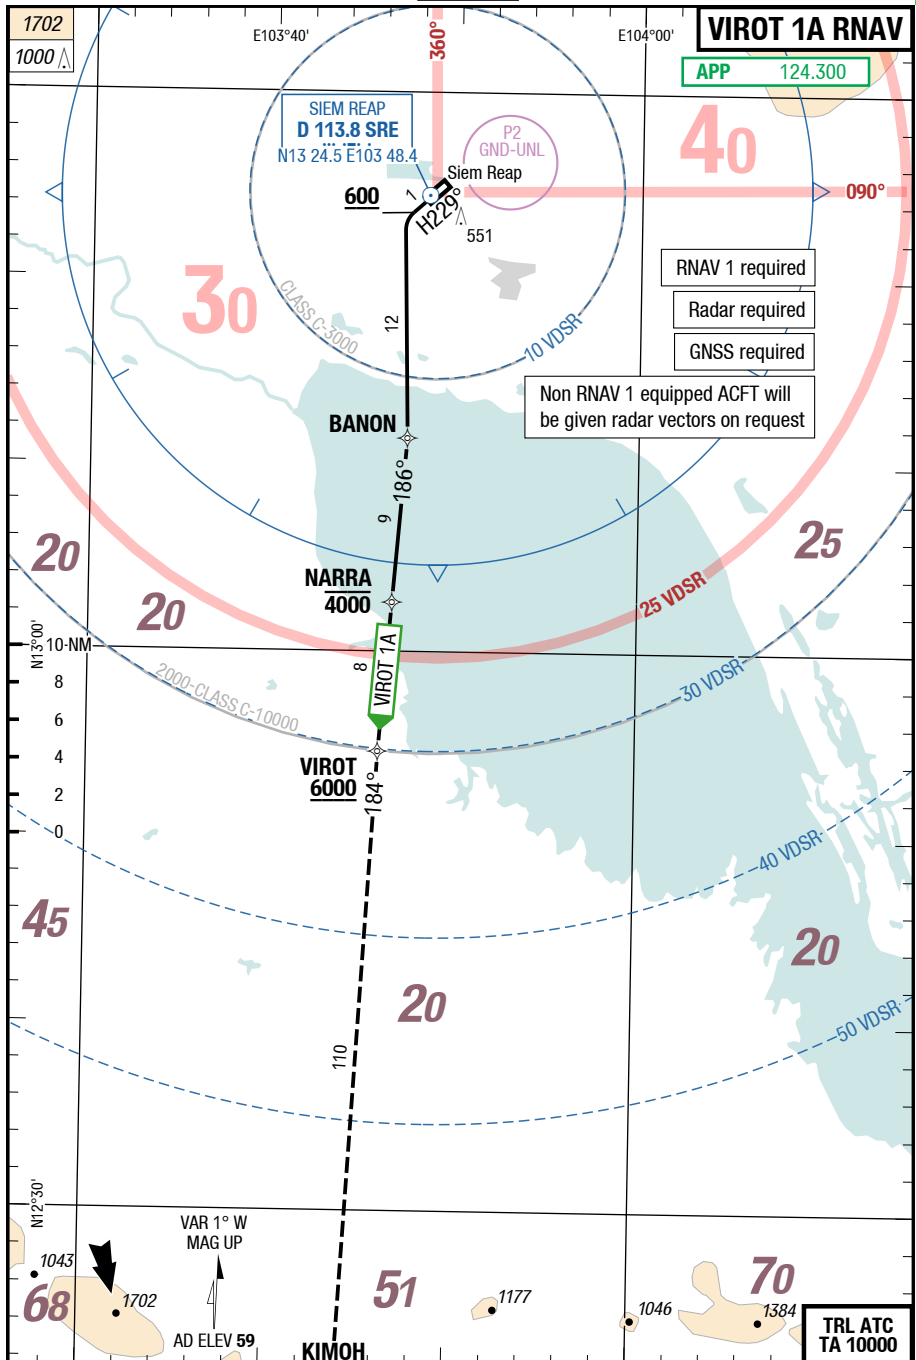 1702
1000
E103°40'
360°
E104°00'
VIROT 1A RNAV
APP 124.300
SIEM REAP
D 113.8 SRE
N13 24.5 E103 48.4
P2
GND-UNL
40
Siem Reap
600
1
H229°
551
090°
RNAV 1 required
Radar required
GNSS required
Non RNAV 1 equipped ACFT will
be given radar vectors on request
30
CLASS C-3000
12
10 VDSR
BANON
186°
9
20
25
NARRA
4000
20
25 VDSR
N13°00'
10-NM
8
6
4
2
0
8
VIROT 1A
2000-CLASS C-10000
30 VDSR
VIROT
6000
184°
40 VDSR
45
20
20
50 VDSR
110
N12°30'
VAR 1° W
MAG UP
1043
68
1702
AD ELEV 59
51
1177
1046
70
1384
KIMOH
TRL ATC
TA 10000